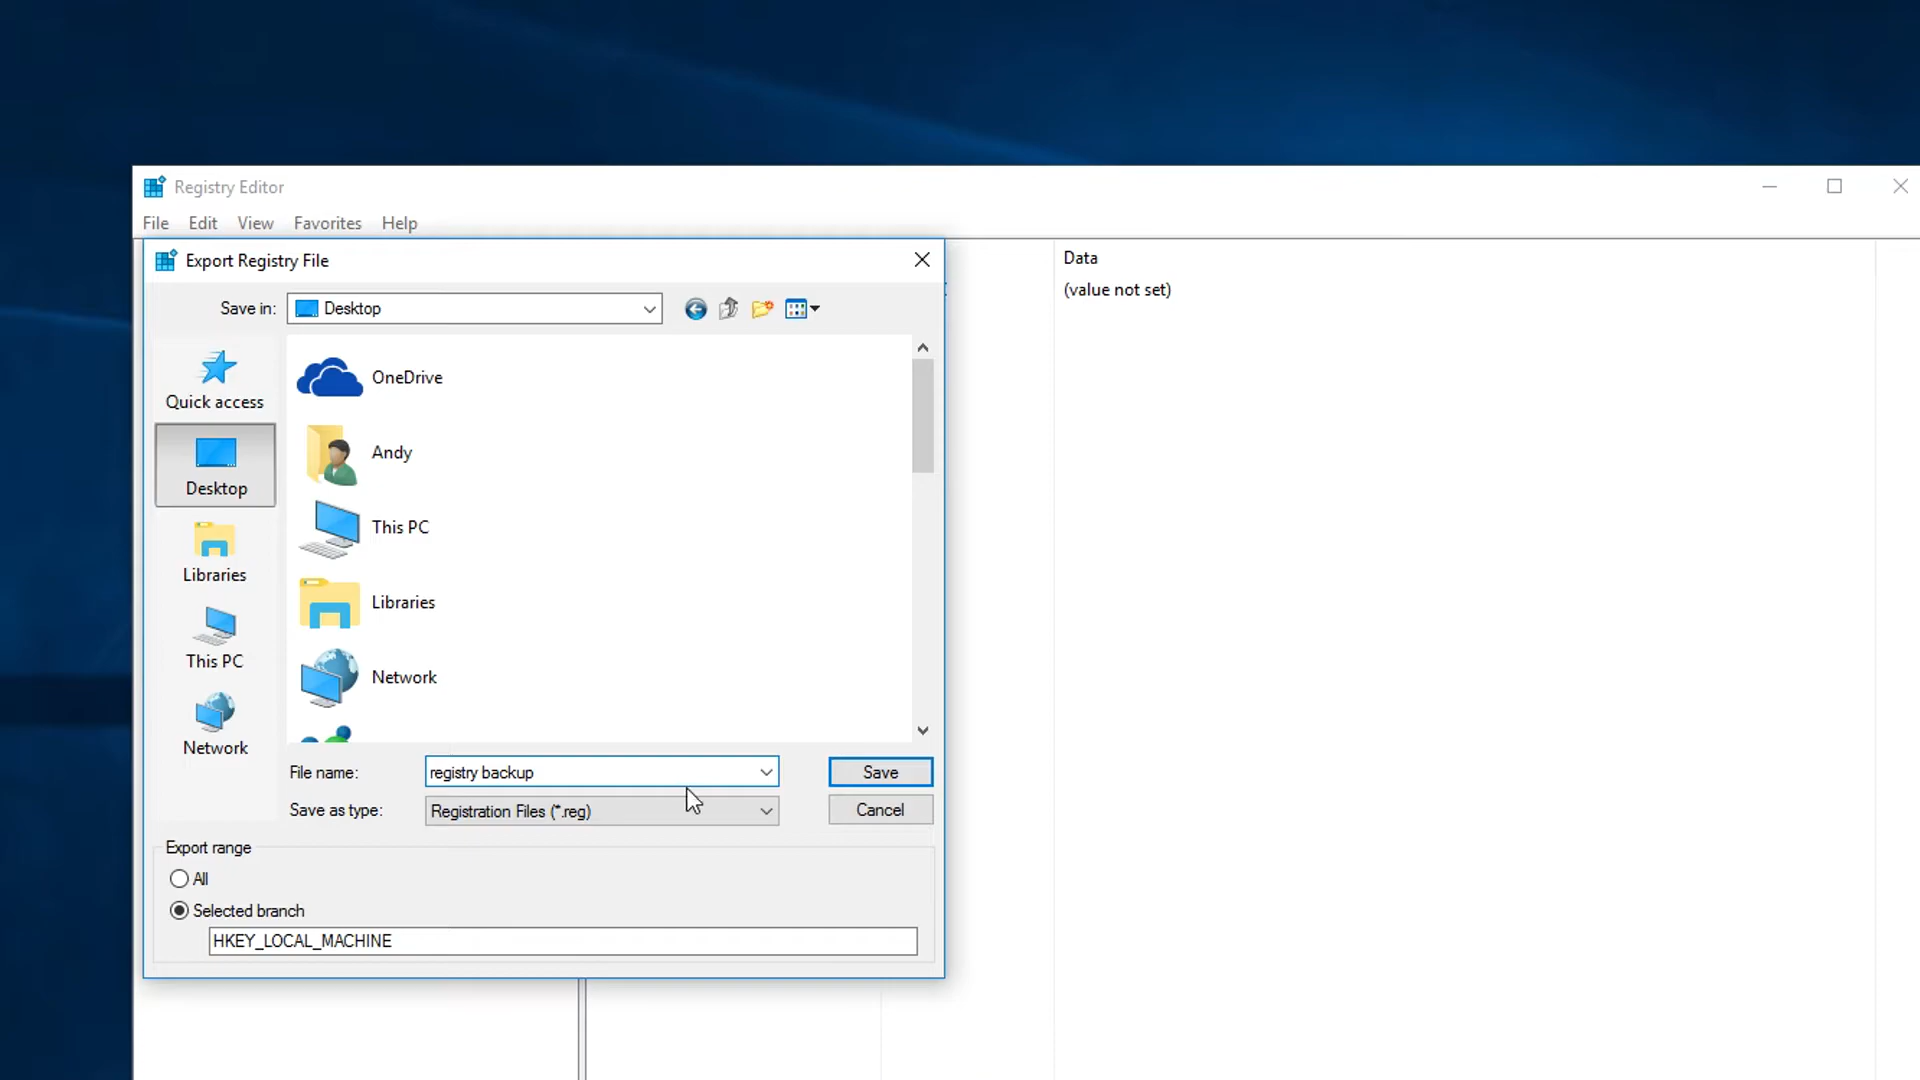 Registry Editor
File Edit View Favorites Help
Export Registry File
Data
Save in: Desktop
(value not set)
Quick access
Desktop
Libraries
This PC
Network
OneDrive
Andy
This PC
Libraries
Network
File name: registry backup Save
Save as type: Registration Files (*.reg) Cancel
Export range
All
Selected branch
HKEY_LOCAL_MACHINE